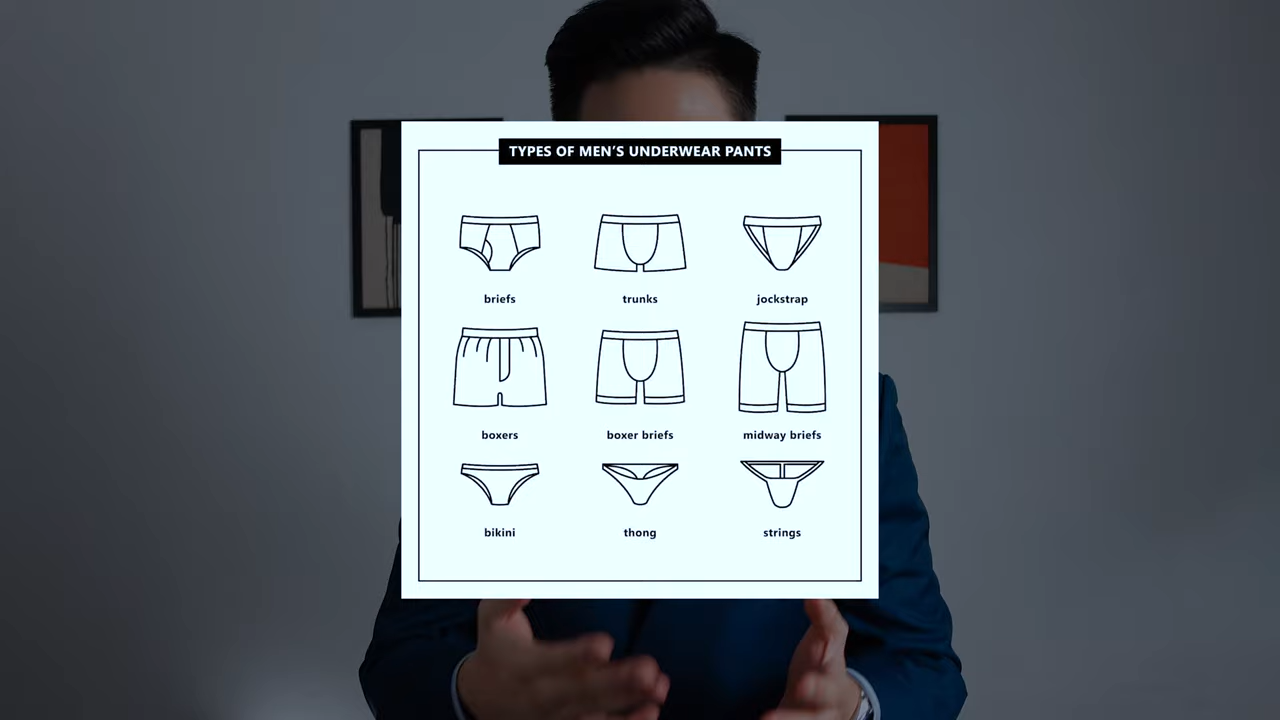 TYPES OF MEN'S UNDERWEAR PANTS
briefs
trunks
jockstrap
boxers
boxer briefs
midway briefs
bikini
thong
strings